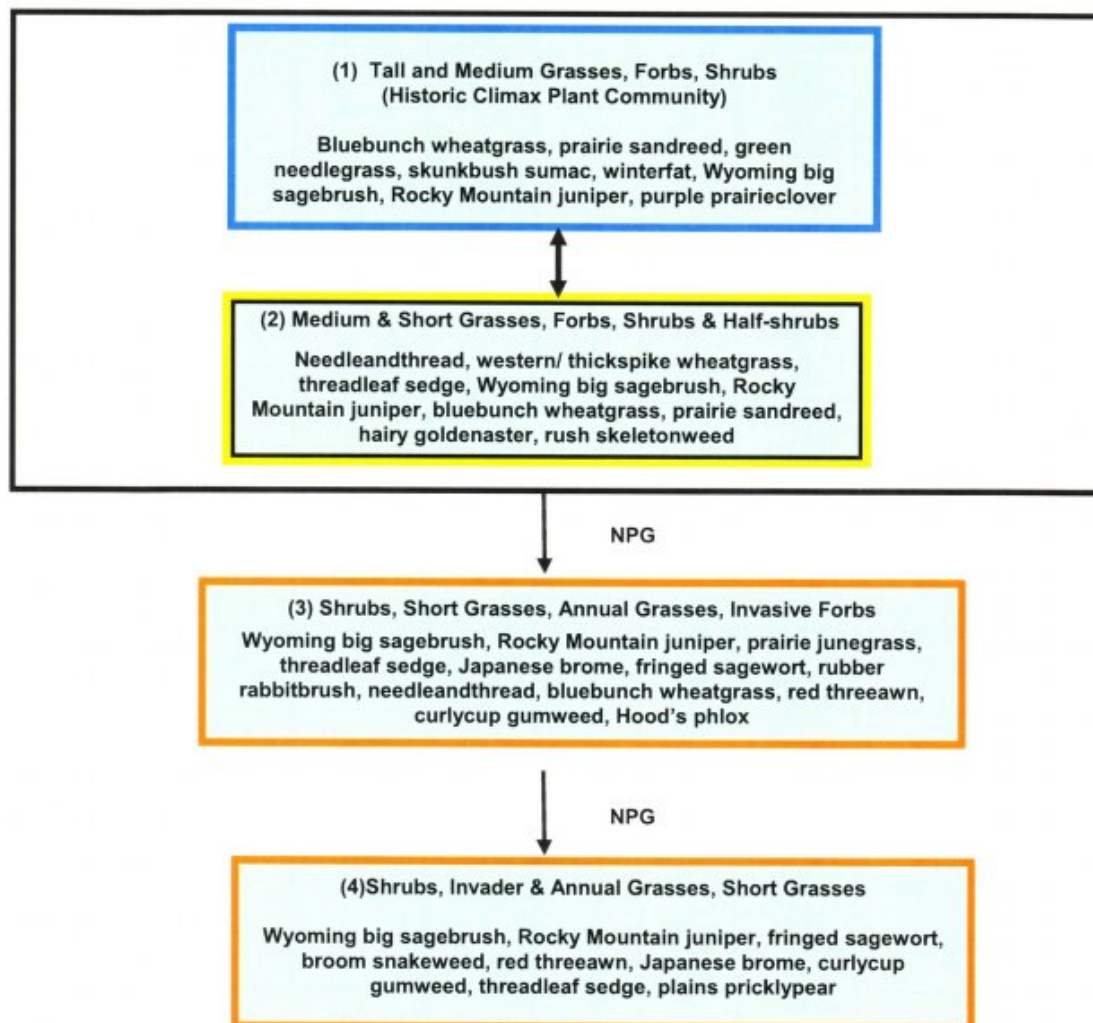 (1) Tall and Medium Grasses, Forbs, Shrubs
(Historic Climax Plant Community)
Bluebunch wheatgrass, prairie sandreed, green
needlegrass, skunkbush sumac, winterfat, Wyoming big
sagebrush, Rocky Mountain juniper, purple prairieclover
(2) Medium & Short Grasses, Forbs, Shrubs & Half-shrubs
Needleandthread, western/ thickspike wheatgrass,
threadleaf sedge, Wyoming big sagebrush, Rocky
Mountain juniper, bluebunch wheatgrass, prairie sandreed,
hairy goldenaster, rush skeletonweed
NPG
(3) Shrubs, Short Grasses, Annual Grasses, Invasive Forbs
Wyoming big sagebrush, Rocky Mountain juniper, prairie junegrass,
threadleaf sedge, Japanese brome, fringed sagewort, rubber
rabbitbrush, needleandthread, bluebunch wheatgrass, red threeawn,
curlycup gumweed, Hood's phlox
NPG
(4)Shrubs, Invader & Annual Grasses, Short Grasses
Wyoming big sagebrush, Rocky Mountain juniper, fringed sagewort,
broom snakeweed, red threeawn, Japanese brome, curlycup
gumweed, threadleaf sedge, plains pricklypear